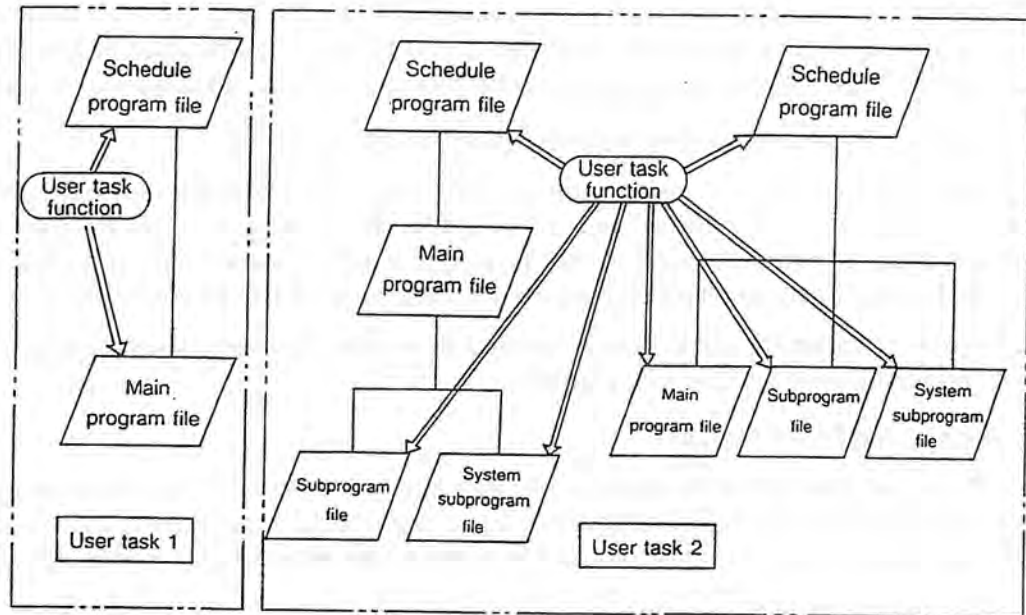 Schedule
program file
User task
function
Main
program file
User task 1
Schedule
program file
Schedule
program file
User task
function
Main
program file
Subprogram
file
System
subprogram
file
Main
program file
Subprogram
file
System
subprogram
file
User task 2